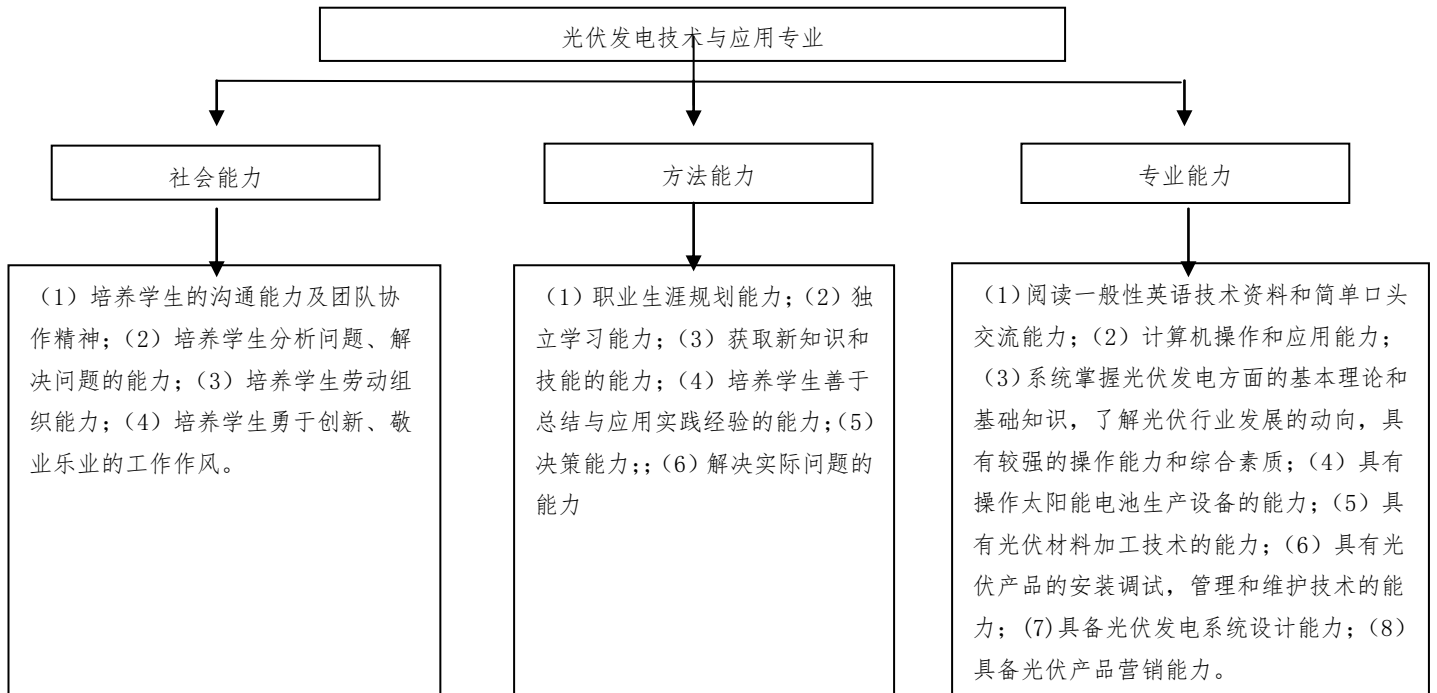 光伏发电技术与应用专业
社会能力
方法能力
专业能力
（1）培养学生的沟通能力及团队协
作精神；（2）培养学生分析问题、解
决问题的能力；（3）培养学生劳动组
织能力；（4）培养学生勇于创新、敬
业乐业的工作作风。
（1）职业生涯规划能力；（2）独
立学习能力；（3）获取新知识和
技能的能力；（4）培养学生善于
总结与应用实践经验的能力；（5）
决策能力；；（6）解决实际问题的
能力
（1）阅读一般性英语技术资料和简单口头
交流能力；（2）计算机操作和应用能力；
（3）系统掌握光伏发电方面的基本理论和
基础知识，了解光伏行业发展的动向，具
有较强的操作能力和综合素质；（4）具有
操作太阳能电池生产设备的能力；（5）具
有光伏材料加工技术的能力；（6）具有光
伏产品的安装调试，管理和维护技术的能
力；(7)具备光伏发电系统设计能力；（8）
具备光伏产品营销能力。